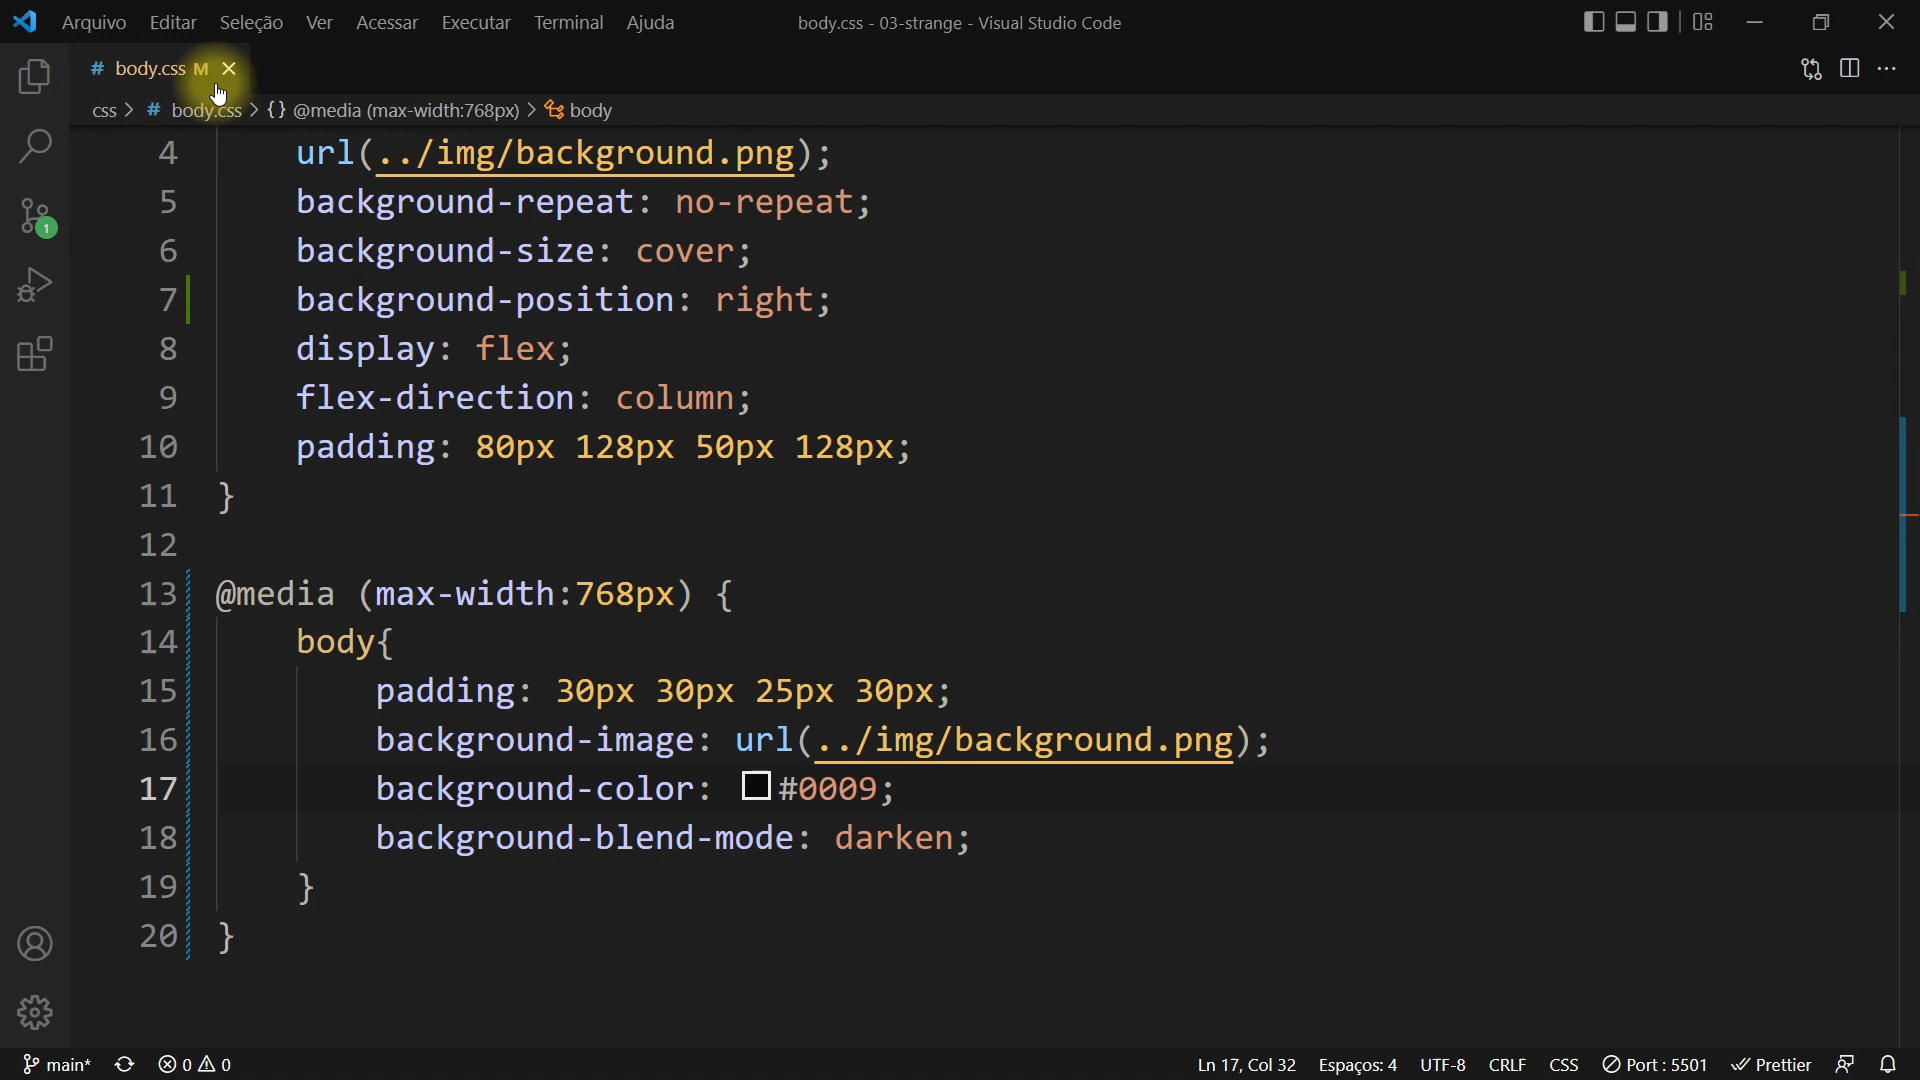 Arquivo Editar Seleção Ver Acessar Executar Terminal Ajuda body.css - 03-strange - Visual Studio Code
# body.css M
css > # body.css > {} @media (max-width:768px) > body
4 url(../img/background.png);
5 background-repeat: no-repeat;
6 background-size: cover;
7 background-position: right;
8 display: flex;
9 flex-direction: column;
10 padding: 80px 128px 50px 128px;
11 }
12
13 @media (max-width:768px) {
14 body{
15 padding: 30px 30px 25px 30px;
16 background-image: url(../img/background.png);
17 background-color: #0009;
18 background-blend-mode: darken;
19 }
20 }
1
main* 0 0 Ln 17, Col 32 Espaços: 4 UTF-8 CRLF CSS Port : 5501 Prettier